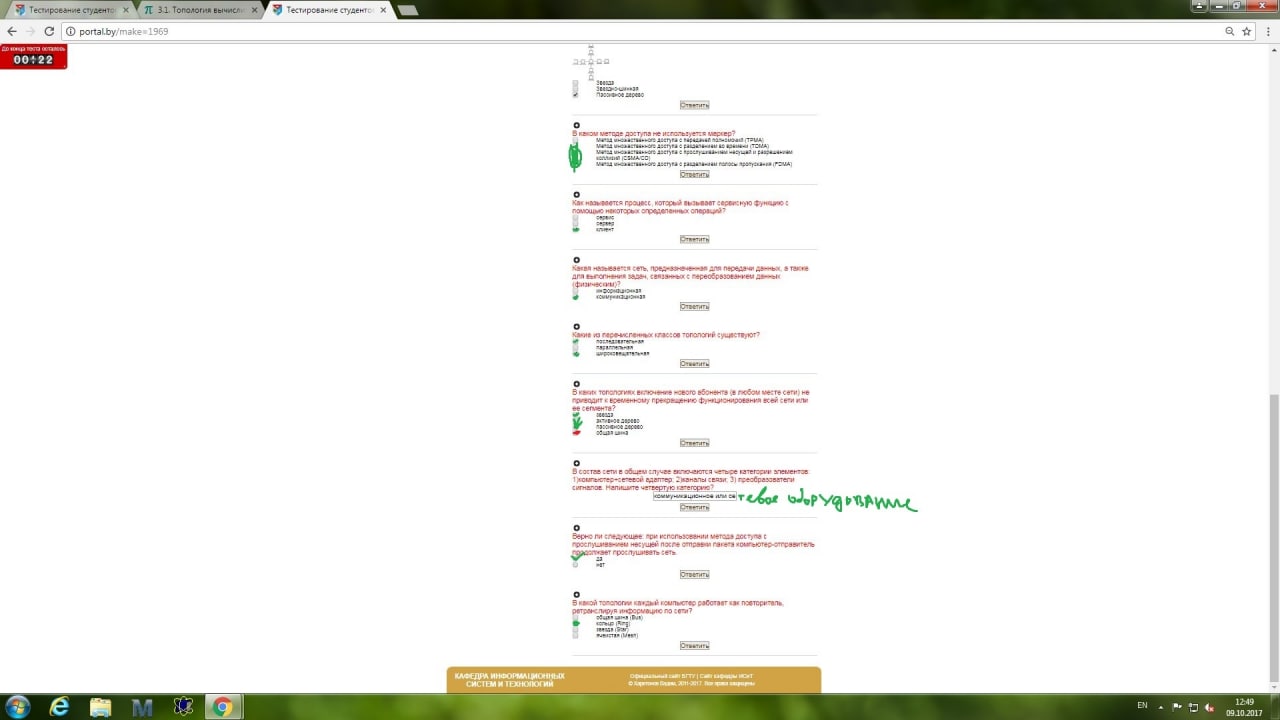 Тестирование студенто
3.1. Топология вычисли
Тестирование студенто
portal.by/make=1969
До конца теста осталось
00:22
Звезда
Звездно-шинная
Пассивное дерево
Ответить
В каком методе доступа не используется маркер?
Метод множественного доступа с передачей полномочий (TPMA)
Метод множественного доступа с разделением во времени (TDMA)
Метод множественного доступа с прослушиванием несущей и разрешением
коллизий (CSMA/CD)
Метод множественного доступа с разделением полосы пропускания (FDMA)
Ответить
Как называется процесс, который вызывает сервисную функцию с
помощью некоторых определенных операций?
сервис
сервер
клиент
Ответить
Какая называется сеть, предназначенная для передачи данных, а также
для выполнения задач, связанных с переобразованием данных
(физическим)?
информационная
коммуникационная
Ответить
Какие из перечисленных классов топологий существуют?
последовательная
параллельная
широковещательная
Ответить
В каких топологиях включение нового абонента (в любом месте сети) не
приводит к временному прекращению функционирования всей сети или
ее сегмента?
звезда
активное дерево
пассивное дерево
общая шина
Ответить
В состав сети в общем случае включаются четыре категории элементов:
1)компьютер+сетевой адаптер; 2)каналы связи; 3) преобразователи
сигналов. Напишите четвертую категорию?
коммуникационное или се тевое оборудование
Ответить
Верно ли следующее: при использовании метода доступа с
прослушиванием несущей после отправки пакета компьютер-отправитель
продолжает прослушивать сеть.
да
нет
Ответить
В какой топологии каждый компьютер работает как повторитель,
ретранслируя информацию по сети?
общая шина (Bus)
кольцо (Ring)
звезда (Star)
ячеистая (Mesh)
Ответить
КАФЕДРА ИНФОРМАЦИОННЫХ
СИСТЕМ И ТЕХНОЛОГИЙ
Официальный сайт БГТУ | Сайт кафедры ИСиТ
2011-2017. Все права защищены
EN
12:49
09.10.2017